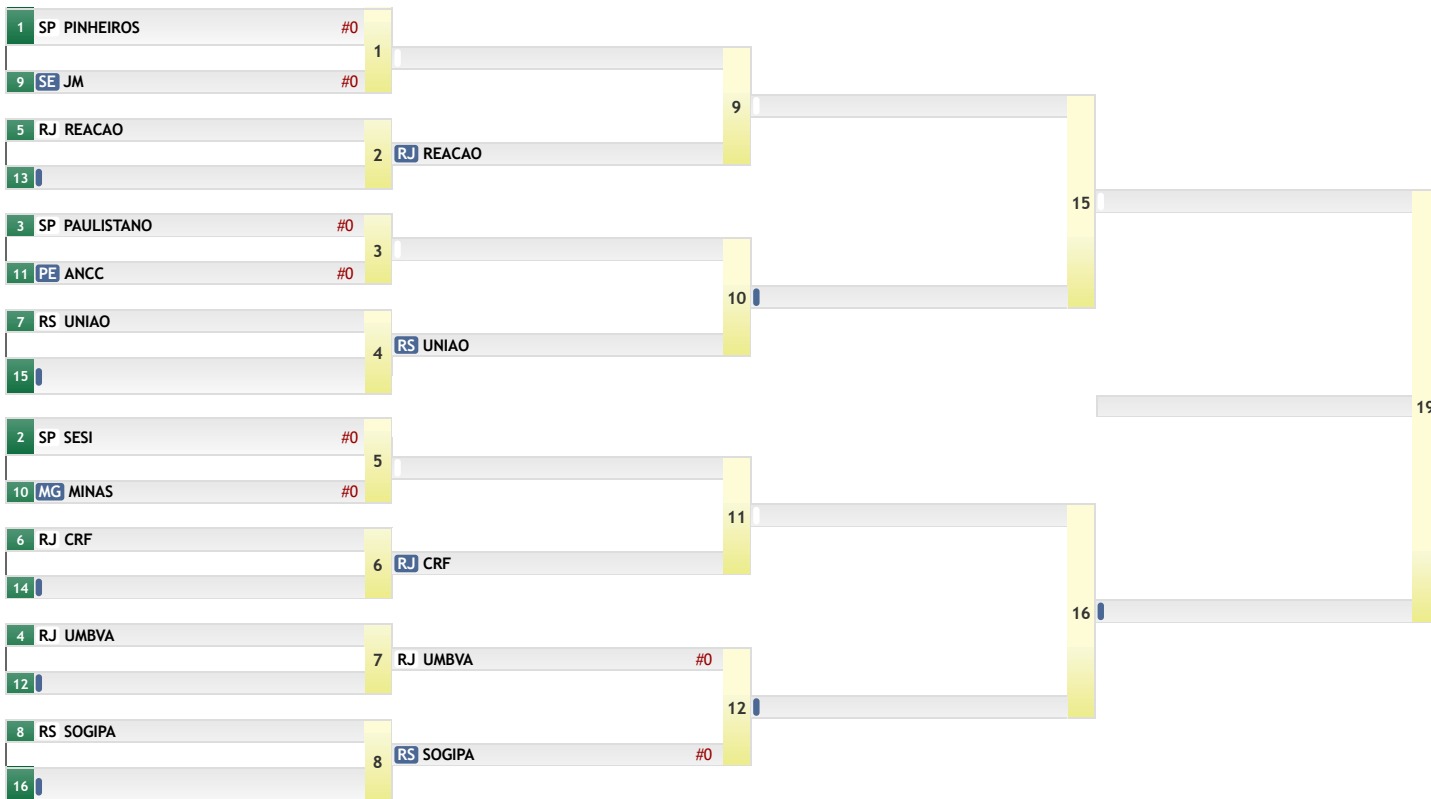 1 SP PINHEIROS #0
1
9 SE JM #0
9
5 RJ REACAO
2 RJ REACAO
13
15
3 SP PAULISTANO #0
3
11 PE ANCC #0
10
7 RS UNIAO
4 RS UNIAO
15
19
2 SP SESI #0
5
10 MG MINAS #0
11
6 RJ CRF
6 RJ CRF
14
16
4 RJ UMBVA
7 RJ UMBVA #0
12
12
8 RS SOGIPA
8 RS SOGIPA #0
16